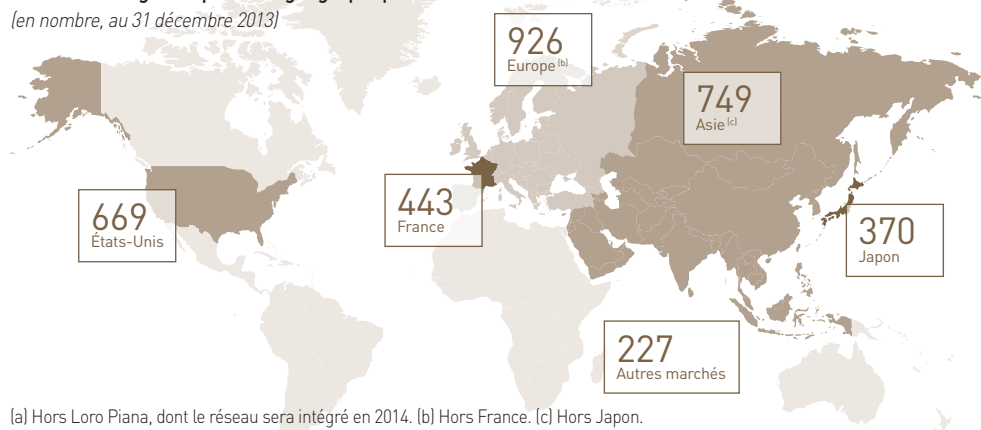 (en nombre, au 31 décembre 2013)
926
Europe (b)
749
Asie (c)
669
États-Unis
443
France
370
Japon
227
Autres marchés
(a) Hors Loro Piana, dont le réseau sera intégré en 2014. (b) Hors France. (c) Hors Japon.